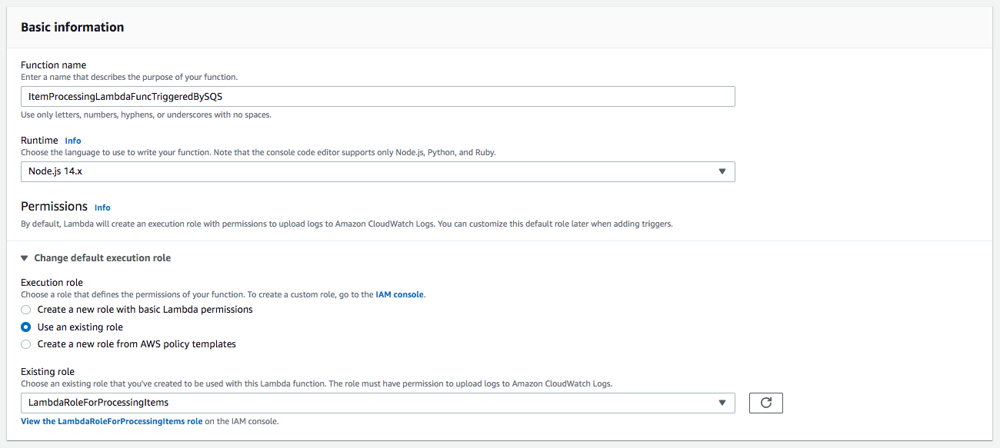 Basic information
Function name
Enter a name that describes the purpose of your function.
ItemProcessingLambdaFuncTriggeredBySQS
Use only letters, numbers, hyphens, or underscores with no spaces.
Runtime Info
Choose the language to use to write your function. Note that the console code editor supports only Node.js, Python, and Ruby.
Node.js 14.x
Permissions Info
By default, Lambda will create an execution role with permissions to upload logs to Amazon CloudWatch Logs. You can customize this default role later when adding triggers.
Change default execution role
Execution role
Choose a role that defines the permissions of your function. To create a custom role, go to the IAM console.
Create a new role with basic Lambda permissions
Use an existing role
Create a new role from AWS policy templates
Existing role
Choose an existing role that you've created to be used with this Lambda function. The role must have permission to upload logs to Amazon CloudWatch Logs.
LambdaRoleForProcessingItems
View the LambdaRoleForProcessingItems role on the IAM console.